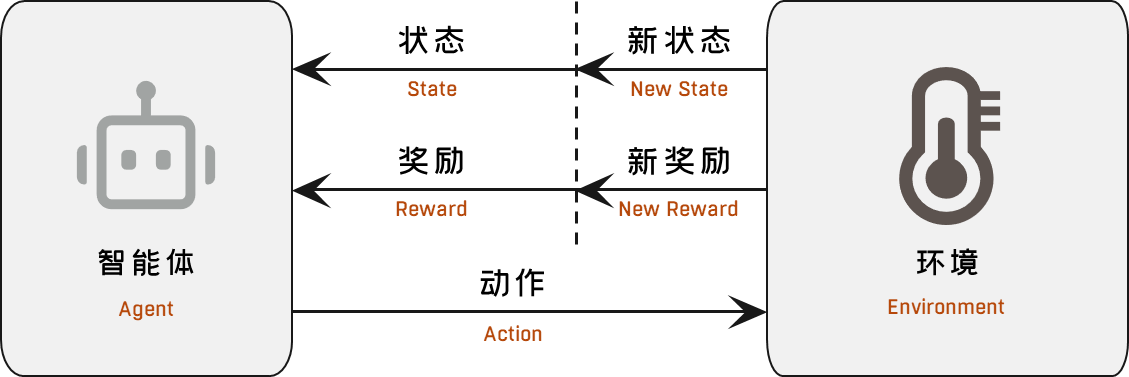 状态
State
新状态
New State
奖励
Reward
新奖励
New Reward
智能体
Agent
动作
Action
环境
Environment